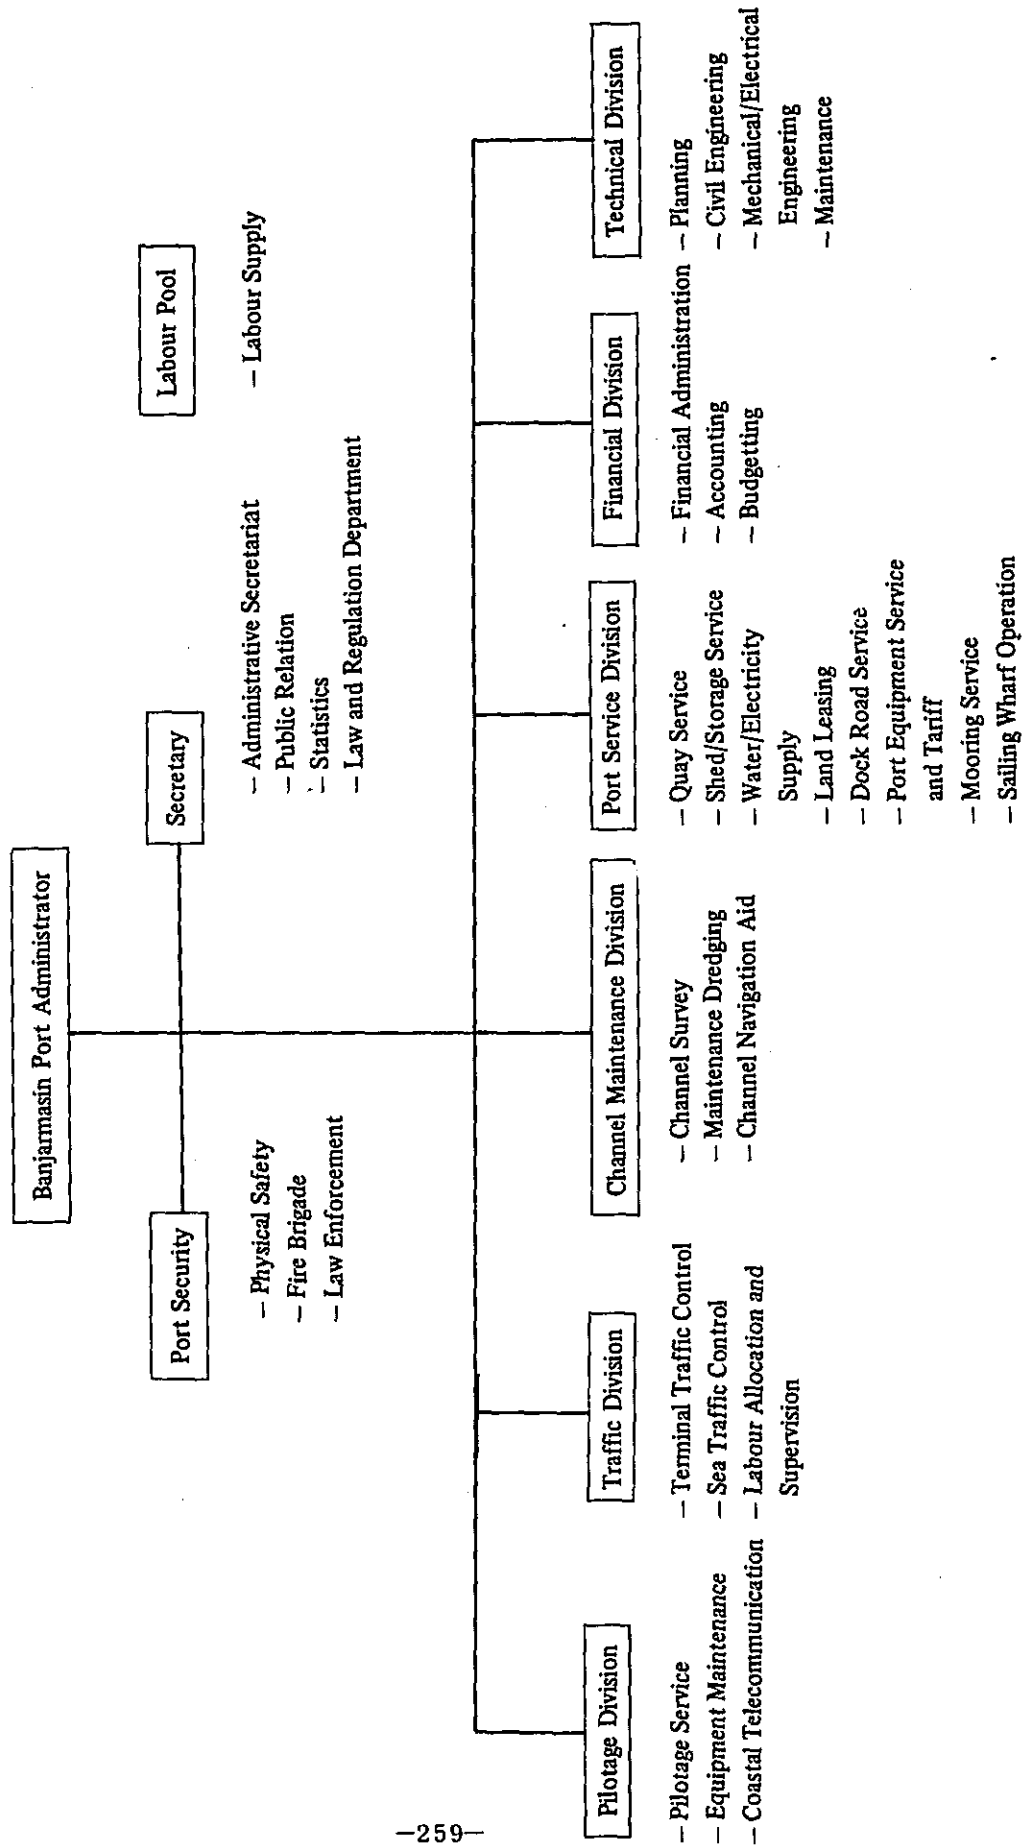 Banjarmasin Port Administrator
Port Security
– Physical Safety
– Fire Brigade
– Law Enforcement
Secretary
– Administrative Secretariat
– Public Relation
– Statistics
– Law and Regulation Department
Labour Pool
– Labour Supply
Pilotage Division
– Pilotage Service
– Equipment Maintenance
– Coastal Telecommunication
Traffic Division
– Terminal Traffic Control
– Sea Traffic Control
– Labour Allocation and
Supervision
Channel Maintenance Division
– Channel Survey
– Maintenance Dredging
– Channel Navigation Aid
Port Service Division
– Quay Service
– Shed/Storage Service
– Water/Electricity
Supply
– Land Leasing
– Dock Road Service
– Port Equipment Service
and Tariff
– Mooring Service
– Sailing Wharf Operation
Financial Division
– Financial Administration
– Accounting
– Budgetting
Technical Division
– Planning
– Civil Engineering
– Mechanical/Electrical
Engineering
– Maintenance
–259–